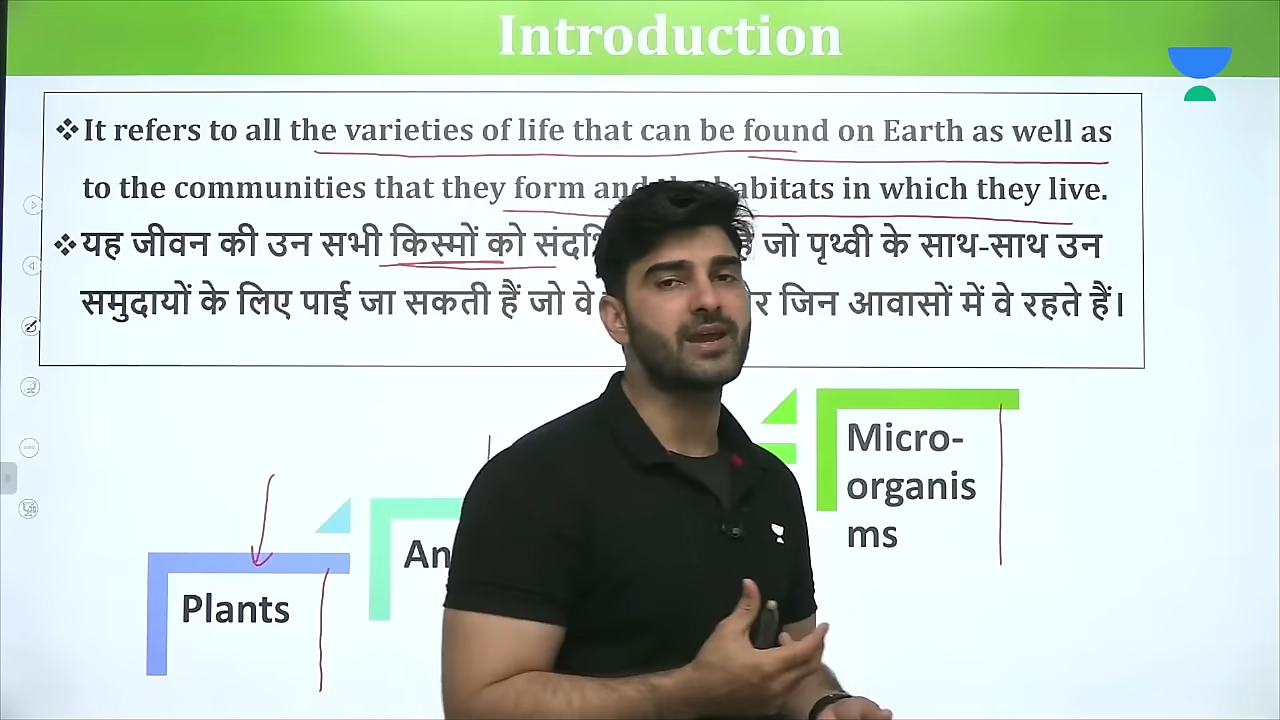 Introduction
❖It refers to all the varieties of life that can be found on Earth as well as
to the communities that they form and the habitats in which they live.
❖यह जीवन की उन सभी किस्मों को है जो पृथ्वी के साथ-साथ उन
समुदायों के लिए पाई जा सकती हैं जो वे जिन आवासों में वे रहते हैं।
Micro-
organis
ms
Plants